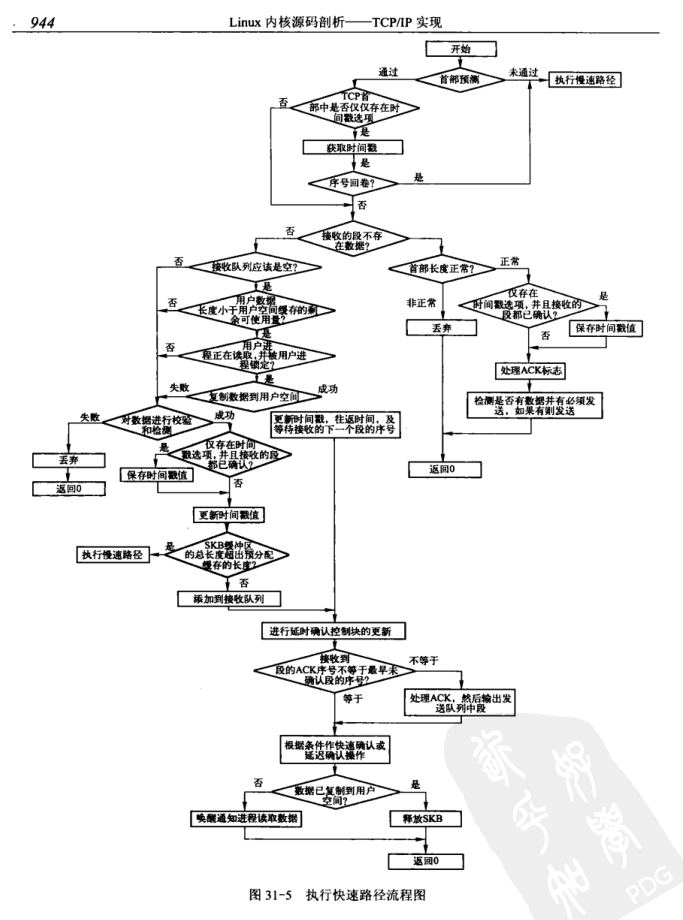 944
Linux 内核源码剖析——TCP/IP 实现
开始
首部预测
通过
未通过
执行慢速路径
TCP首
部中是否仅仅存在时
间戳选项
否
是
获取时间戳
是
序号回卷?
是
否
接收的段不存
在数据?
否
接收队列应该是空?
否
是
用户数据
长度小于用户空间缓存的剩
余可使用量?
否
是
用户进
程正在读取,并被用户进
程锁定?
否
是
复制数据到用户空间
失败
成功
首部长度正常?
正常
非正常
丢弃
仅存在
时间戳选项,并且接收的
段都已确认?
是
否
保存时间戳值
处理ACK标志
检测是否有数据并有必须发
送,如果有则发送
返回0
对数据进行校验
和检测
失败
成功
丢弃
返回0
更新时间戳,往返时间,及
等待接收的下一个段的序号
仅存在时间
戳选项,并且接收的段
都已确认?
是
否
保存时间戳值
更新时间戳值
SKB缓冲区
的总长度超出预分配
缓存的长度?
是
否
执行慢速路径
添加到接收队列
进行延时确认控制块的更新
接收到
段的ACK序号不等于最早未
确认段的序号?
不等于
等于
处理ACK,然后输出发
送队列中段
根据条件作快速确认或
延迟确认操作
数据已复制到用户
空间?
否
是
唤醒通知进程读取数据
释放SKB
返回0
图 31-5 执行快速路径流程图
PDG